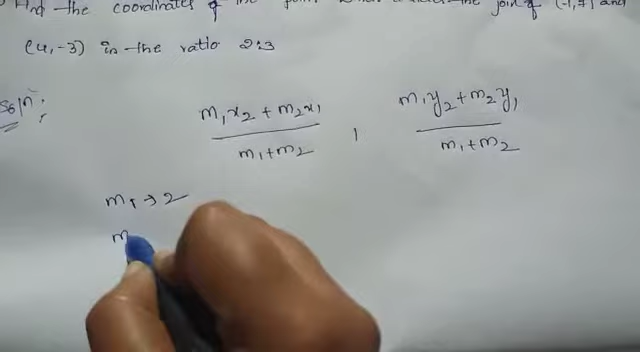 Find the coordinates of the point which divides the join of (-1,7) and
(4,-3) in the ratio 2:3
Soln:
m₁x₂ + m₂x₁ / m₁+m₂ , m₁y₂ + m₂y₁ / m₁+m₂
m₁ → 2
m